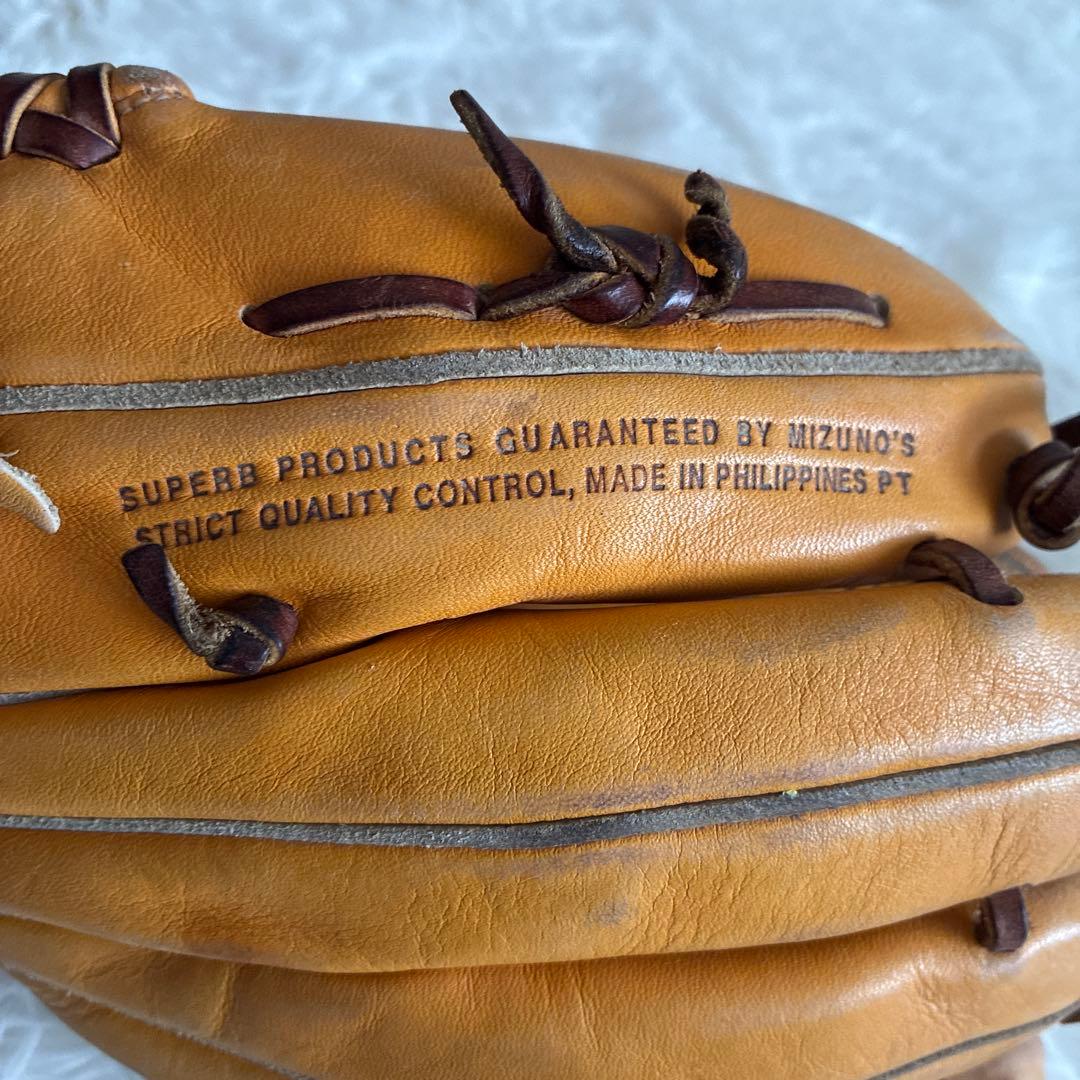 SUPERB PRODUCTS GUARANTEED BY MIZUNO'S
STRICT QUALITY CONTROL, MADE IN PHILIPPINES PT